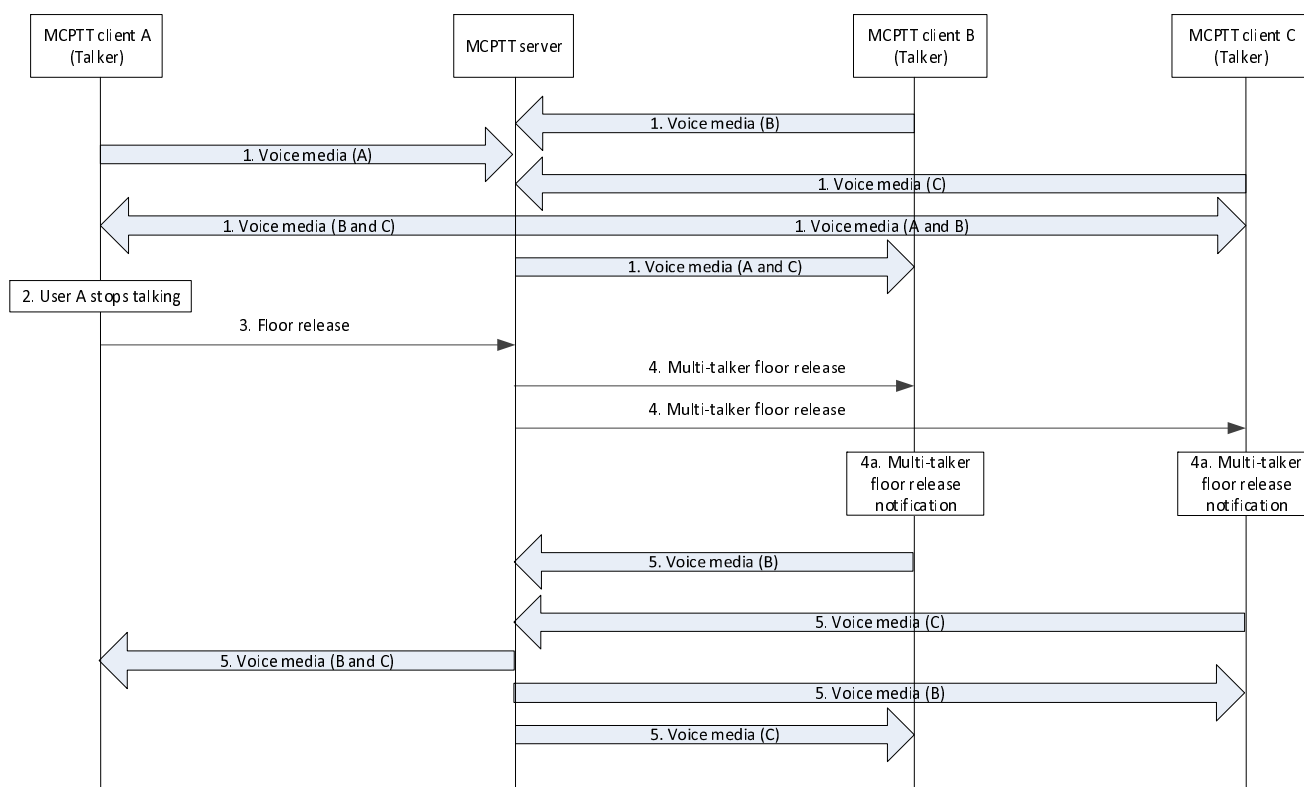 MCPTT client A
(Talker)
MCPTT server
MCPTT client B
(Talker)
MCPTT client C
(Talker)
1. Voice media (B)
1. Voice media (A)
1. Voice media (C)
1. Voice media (B and C)
1. Voice media (A and B)
1. Voice media (A and C)
2. User A stops talking
3. Floor release
4. Multi-talker floor release
4. Multi-talker floor release
4a. Multi-talker
floor release
notification
4a. Multi-talker
floor release
notification
5. Voice media (B)
5. Voice media (C)
5. Voice media (B and C)
5. Voice media (B)
5. Voice media (C)